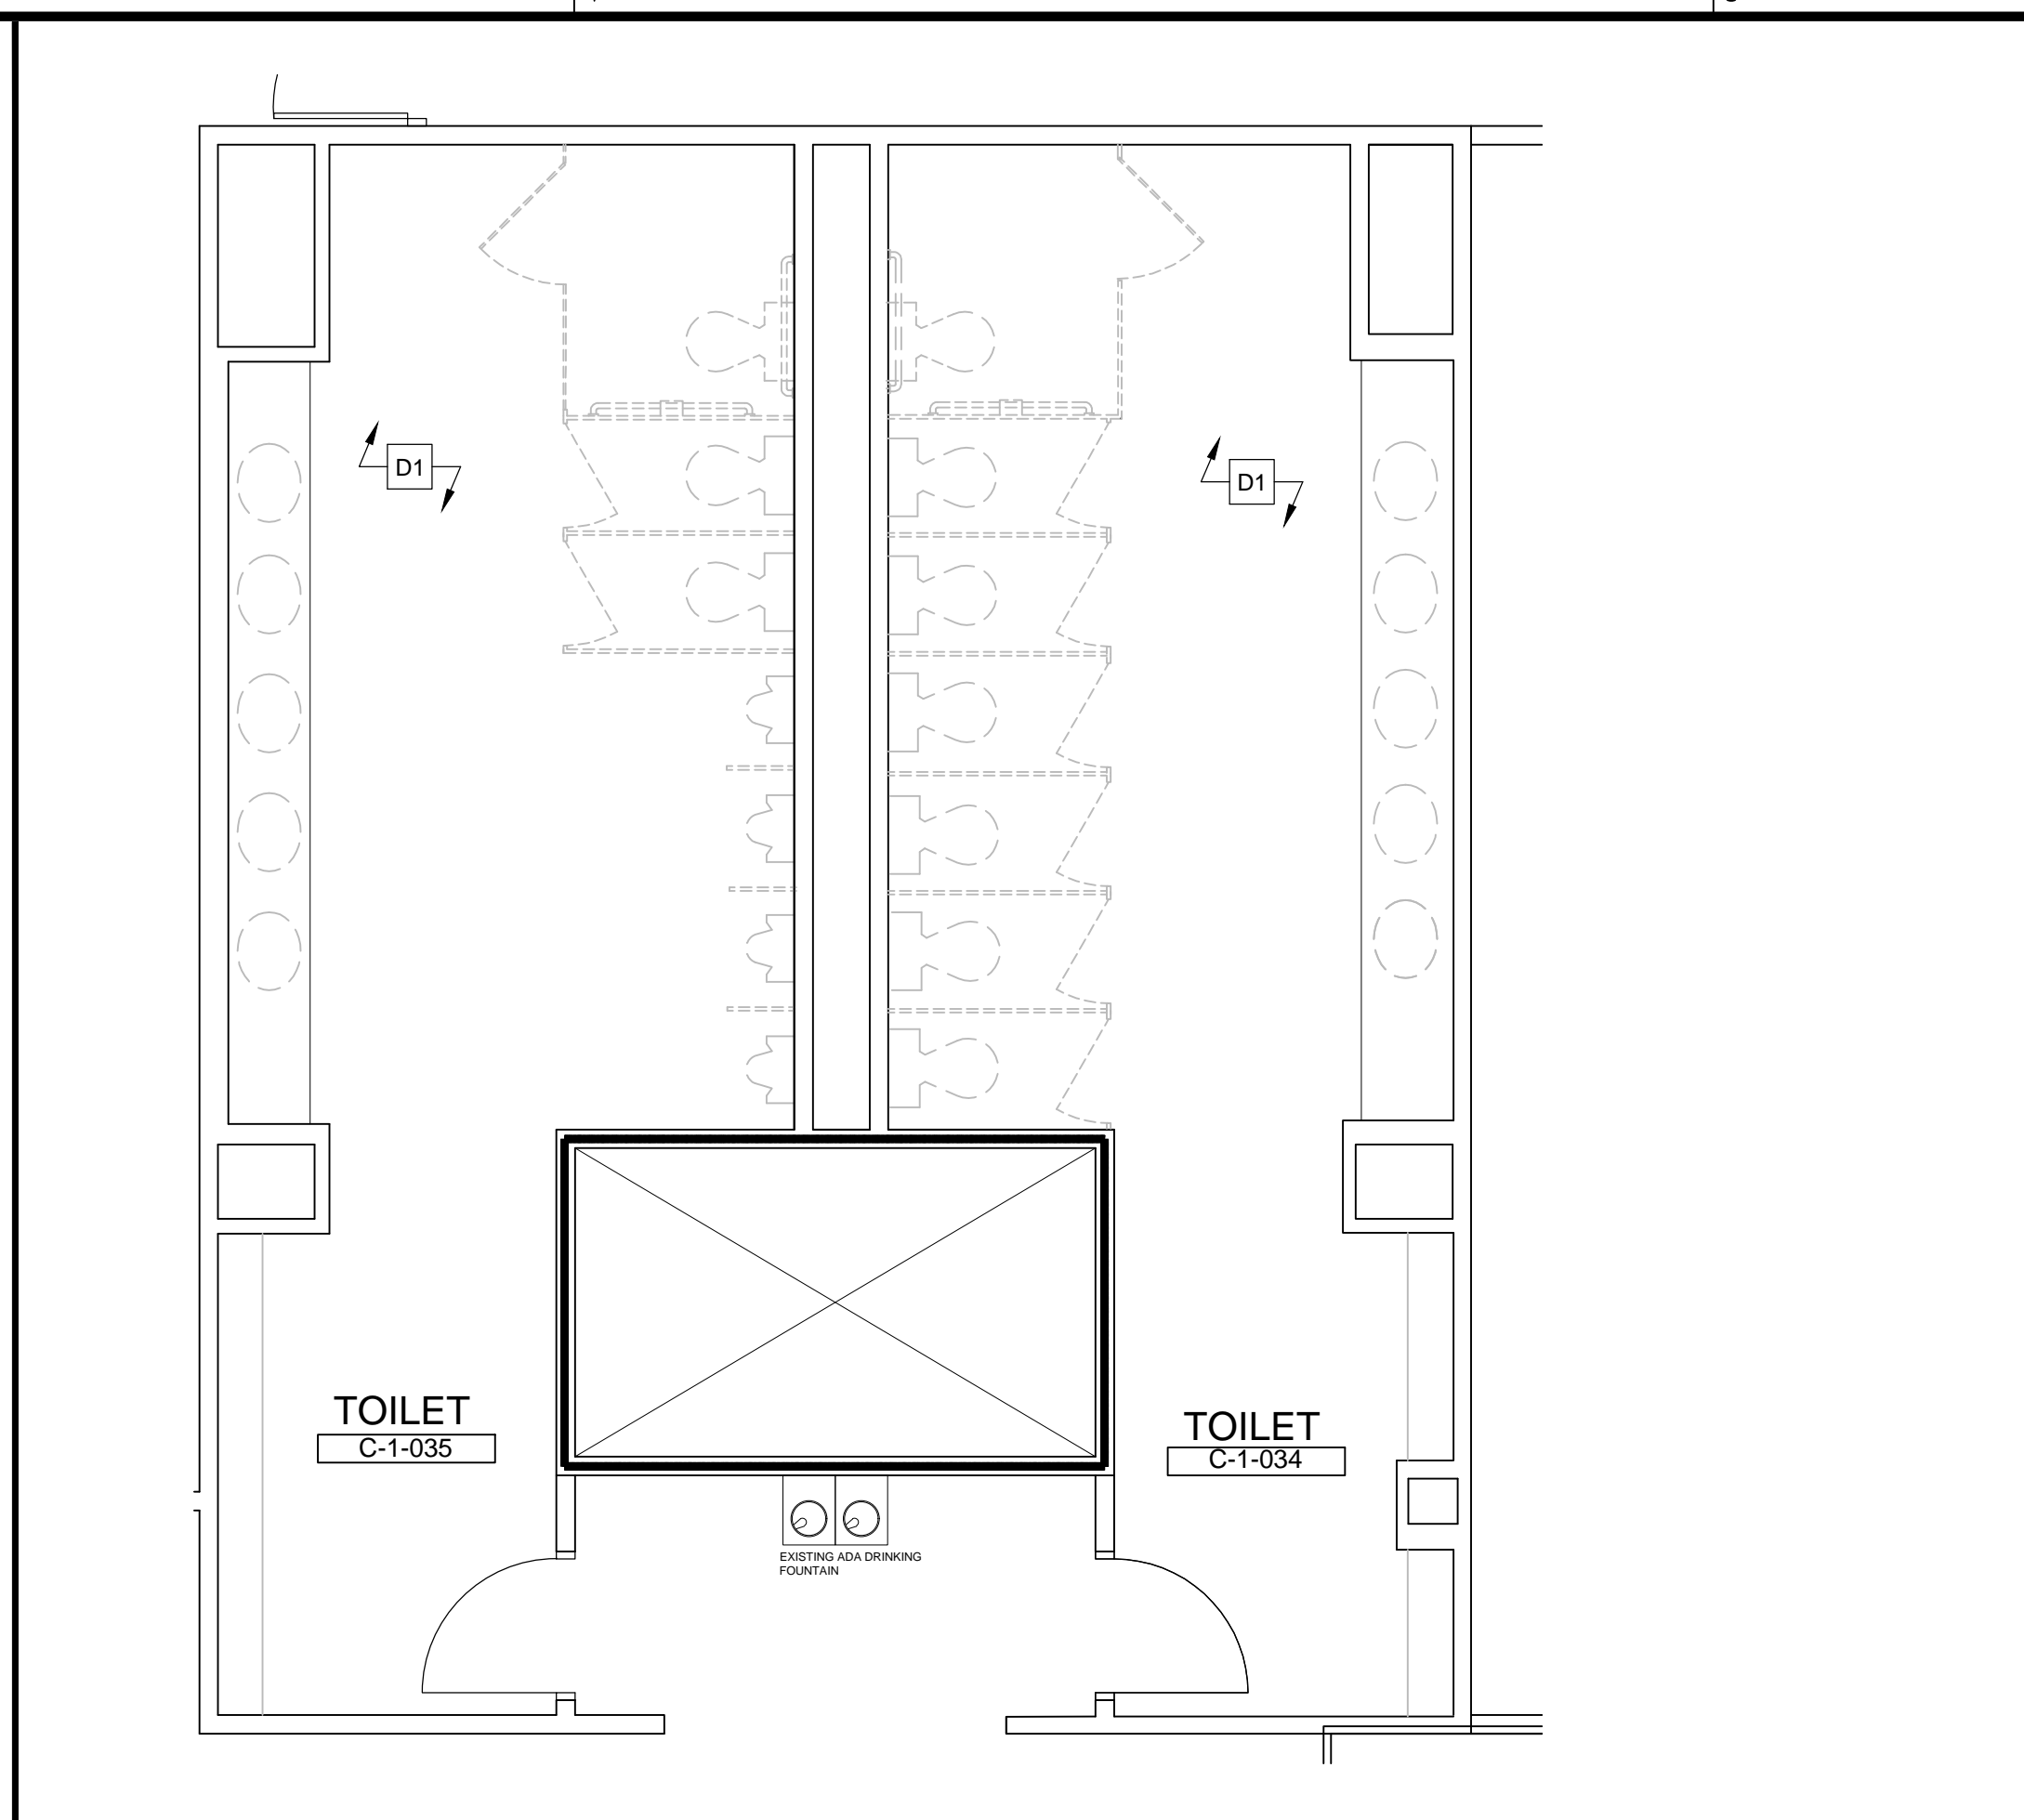 D1
D1
TOILET
C-1-035
TOILET
C-1-034
EXISTING ADA DRINKING
FOUNTAIN